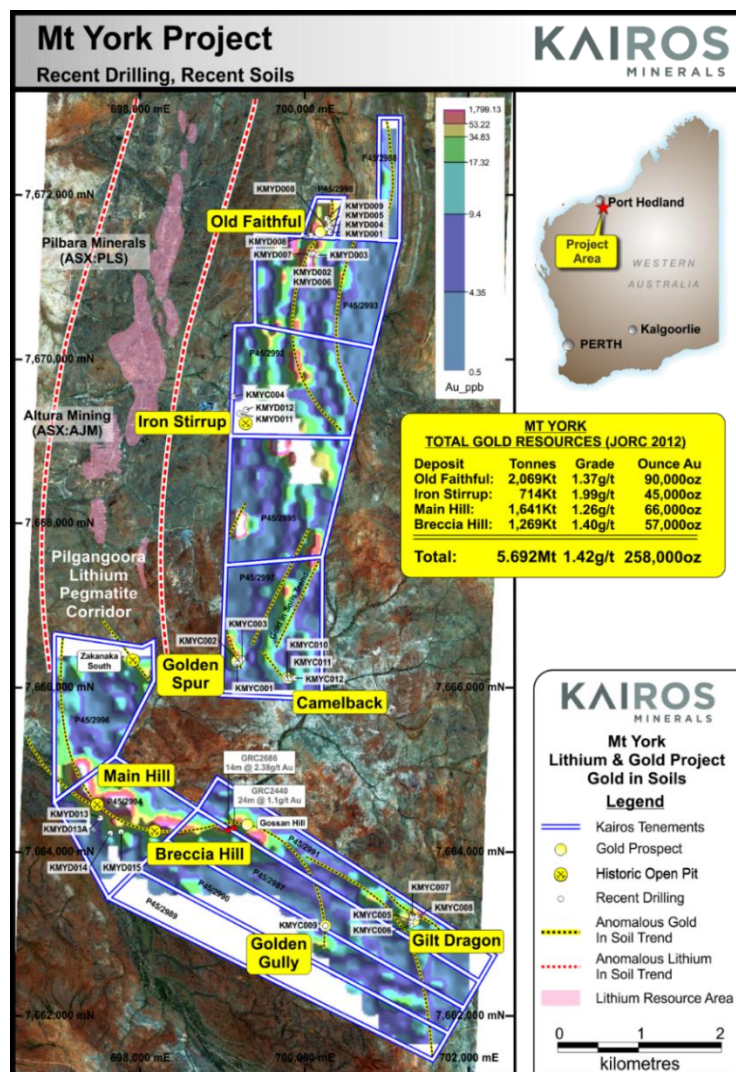 Mt York Project
Recent Drilling, Recent Soils
KAIROS
MINERALS
698,000 mE
700,000 mE
1,799.13
53.22
34.83
17.32
9.4
4.35
0.5
Au_ppb
7,672,000 mN
7,670,000 mN
7,668,000 mN
7,666,000 mN
7,666,000 mN
7,664,000 mN
7,664,000 mN
7,662,000 mN
7,662,000 mN
698,000 mE
700,000 mE
702,000 mE
P45/2988
KMYD008
P45/2998
KMYD009
KMYD005
KMYD004
KMYD001
Old Faithful
KMYD008
KMYD007
KMYD003
KMYD002
KMYD006
Pilbara Minerals
(ASX:PLS)
P45/2993
P45/2992
KMYC004
KMYD012
KMYD011
Iron Stirrup
Altura Mining
(ASX:AJM)
P45/2995
Pilgangoora
Lithium
Pegmatite
Corridor
P45/2997
Gold in Soils Trend
KMYC003
KMYC002
KMYC010
KMYC011
KMYC012
KMYC001
Zakanaka
South
Golden
Spur
Camelback
P45/2996
Main Hill
GRC2686
14m @ 2.38g/t Au
GRC2440
24m @ 1.1g/t Au
Gossan Hill
P45/2994
KMYD013
KMYD013A
KMYD014
KMYD015
Breccia Hill
P45/2991
P45/2987
P45/2990
P45/2989
KMYC007
KMYC008
KMYC005
KMYC006
KMYC009
Gilt Dragon
Golden
Gully
Port Hedland
Project
Area
WESTERN
AUSTRALIA
Kalgoorlie
PERTH
MT YORK
TOTAL GOLD RESOURCES (JORC 2012)
Deposit Tonnes Grade Ounce Au
Old Faithful: 2,069Kt 1.37g/t 90,000oz
Iron Stirrup: 714Kt 1.99g/t 45,000oz
Main Hill: 1,641Kt 1.26g/t 66,000oz
Breccia Hill: 1,269Kt 1.40g/t 57,000oz
Total: 5.692Mt 1.42g/t 258,000oz
KAIROS
MINERALS
Mt York
Lithium & Gold Project
Gold in Soils
Legend
Kairos Tenements
Gold Prospect
Historic Open Pit
Recent Drilling
Anomalous Gold
In Soil Trend
Anomalous Lithium
In Soil Trend
Lithium Resource Area
0 1 2
kilometres